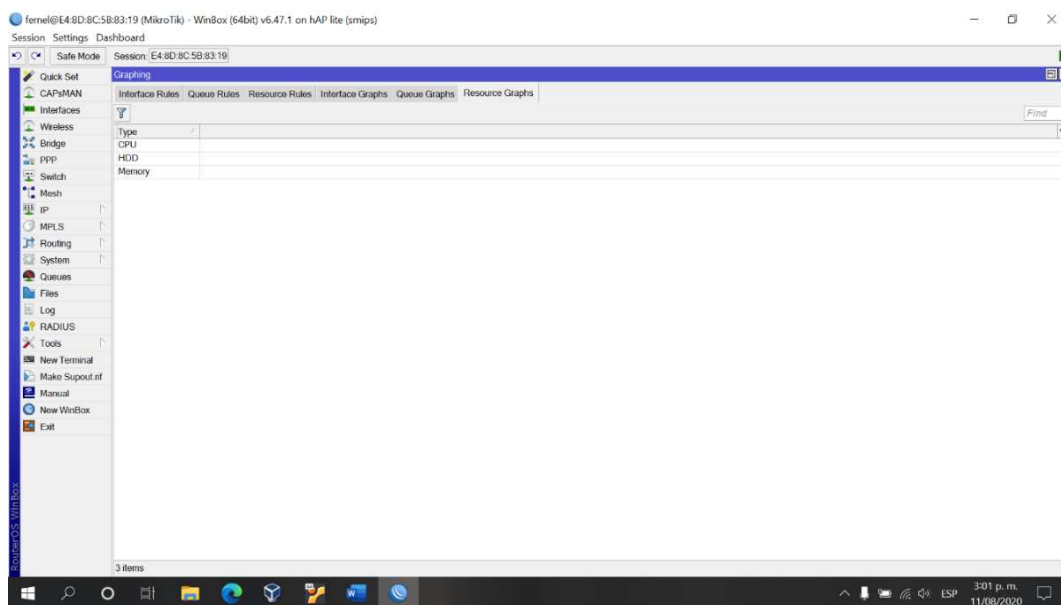 fernel@E4:8D:8C:5B:83:19 (MikroTik) - WinBox (64bit) v6.47.1 on hAP lite (smips)
Session Settings Dashboard
Safe Mode Session: E4:8D:8C:5B:83:19
Quick Set
CAPsMAN
Interfaces
Wireless
Bridge
PPP
Switch
Mesh
IP
MPLS
Routing
System
Queues
Files
Log
RADIUS
Tools
New Terminal
Make Supout.rif
Manual
New WinBox
Exit
RouterOS WinBox
Graphing
Interface Rules Queue Rules Resource Rules Interface Graphs Queue Graphs Resource Graphs
Find
Type
CPU
HDD
Memory
3 items
ESP
3:01 p. m.
11/08/2020